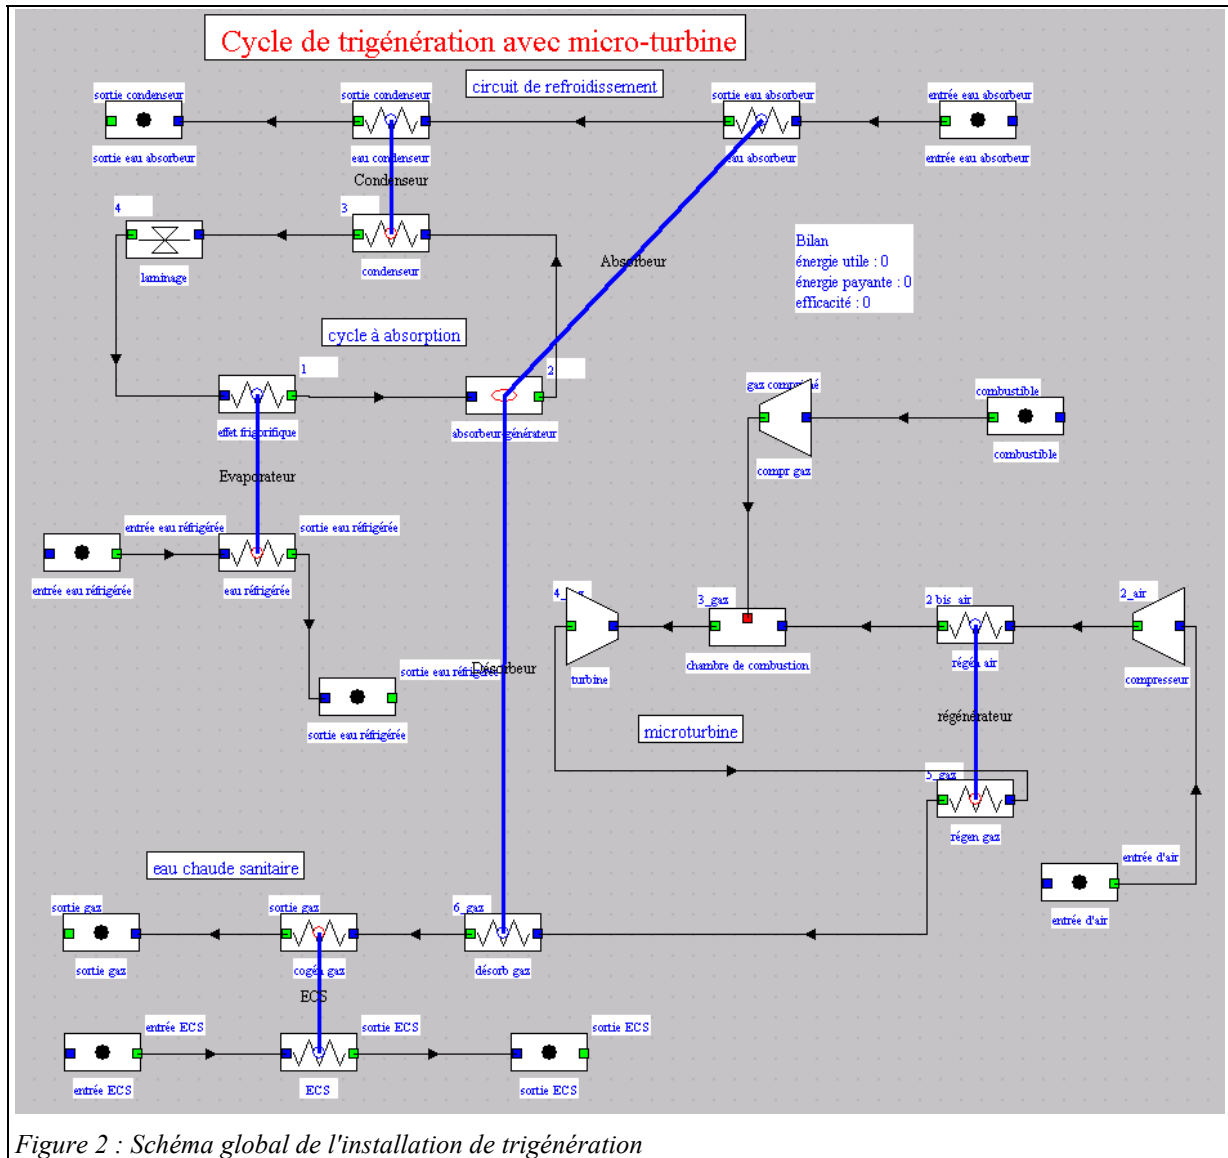 Cycle de trigénération avec micro-turbine
circuit de refroidissement
sortie condenseur
sortie condenseur
sortie eau absorbeur
entrée eau absorbeur
sortie eau absorbeur
eau condenseur
eau absorbeur
entrée eau absorbeur
Condenseur
4
3
laminage
condenseur
Absorbeur
Bilan
énergie utile : 0
énergie payante : 0
efficacité : 0
cycle à absorption
1
2
effet frigorifique
absorbeur-générateur
gaz comprimé
combustible
compr gaz
combustible
Evaporateur
entrée eau réfrigérée
sortie eau réfrigérée
entrée eau réfrigérée
eau réfrigérée
4_gaz
3_gaz
2 bis air
2_air
sortie eau réfrigérée
Désorbeur
turbine
chambre de combustion
régén air
compresseur
sortie eau réfrigérée
microturbine
régénérateur
5_gaz
régen gaz
eau chaude sanitaire
entrée d'air
entrée d'air
sortie gaz
sortie gaz
6_gaz
sortie gaz
cogén gaz
désorb gaz
ECS
entrée ECS
sortie ECS
sortie ECS
entrée ECS
ECS
sortie ECS
Figure 2 : Schéma global de l'installation de trigénération